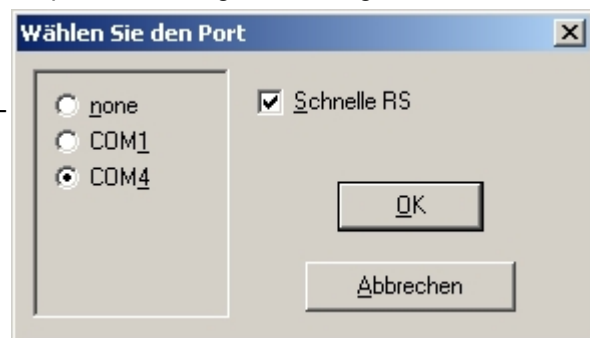 Wählen Sie den Port
none
COM1
COM4
Schnelle RS
OK
Abbrechen